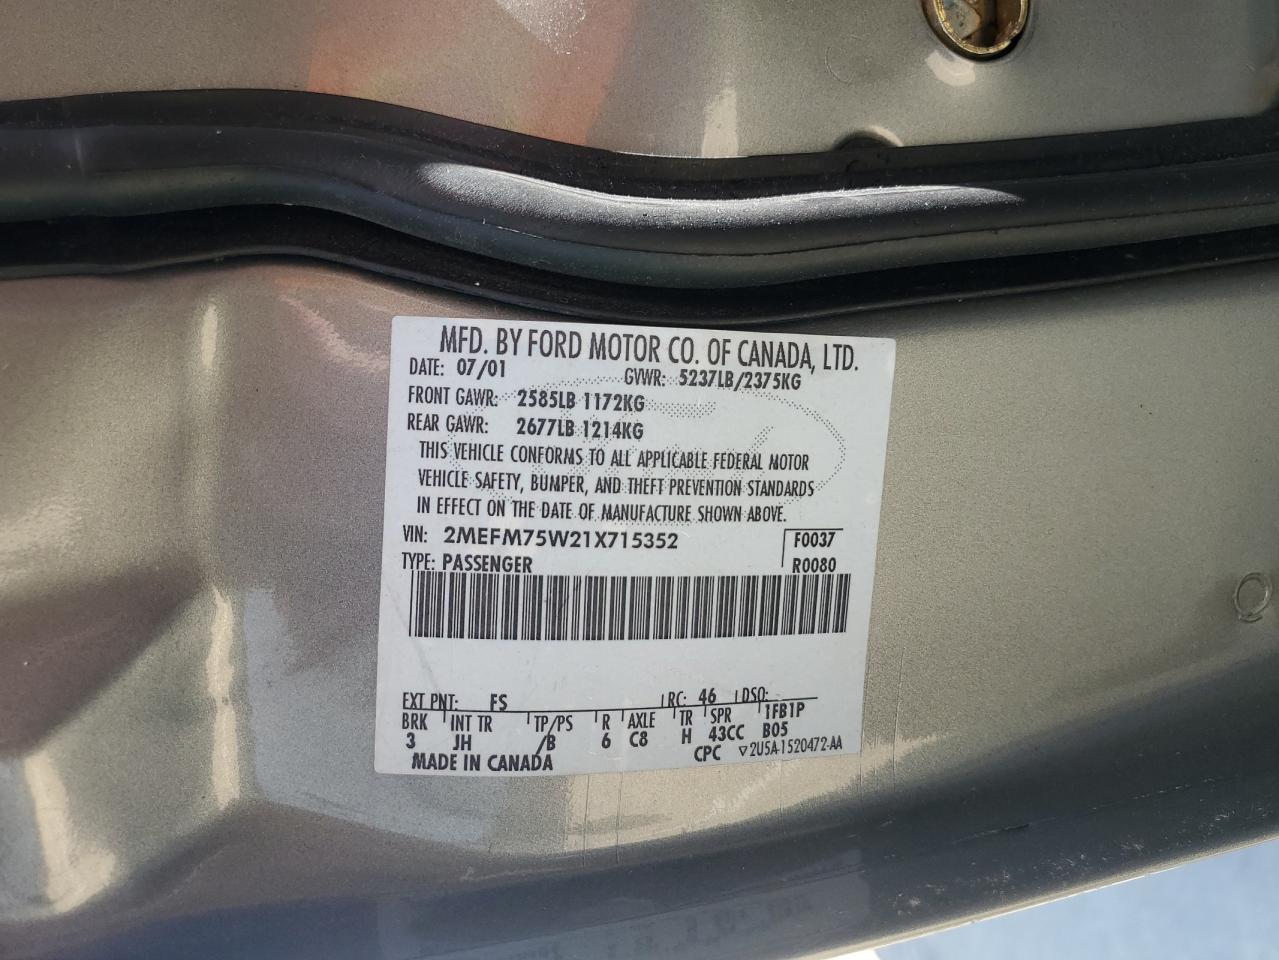 MFD. BY FORD MOTOR CO. OF CANADA, LTD.
DATE: 07/01 GVWR: 5237LB/2375KG
FRONT GAWR: 2585LB 1172KG
REAR GAWR: 2677LB 1214KG
THIS VEHICLE CONFORMS TO ALL APPLICABLE FEDERAL MOTOR
VEHICLE SAFETY, BUMPER, AND THEFT PREVENTION STANDARDS
IN EFFECT ON THE DATE OF MANUFACTURE SHOWN ABOVE.
VIN: 2MEFM75W21X715352 F0037
TYPE: PASSENGER R0080
EXT PNT: FS RC: 46 DSO:
BRK INT TR TP/PS R AXLE TR SPR 1FB1P
3 JH /B 6 C8 H 43CC B05
MADE IN CANADA CPC ▽2U5A-1520472-AA